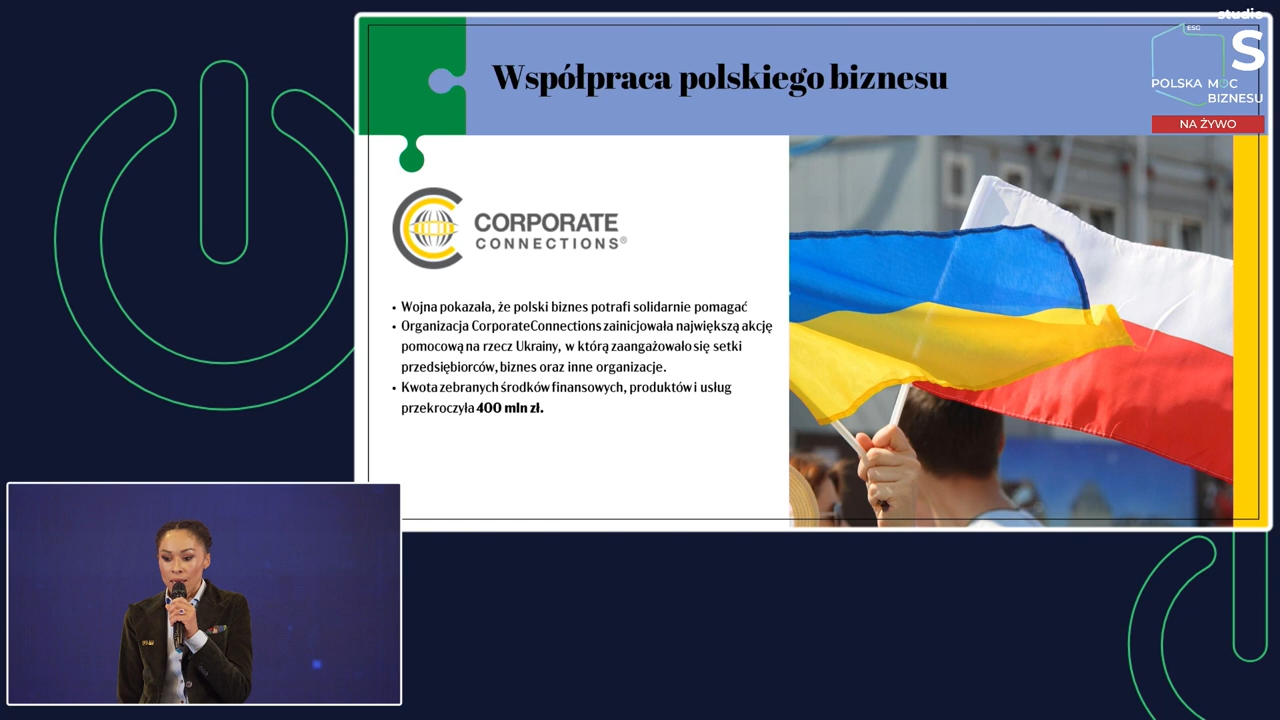 studio
S
ESG
POLSKA MOC
BIZNESU
NA ŻYWO
Współpraca polskiego biznesu
CORPORATE
CONNECTIONS®
• Wojna pokazała, że polski biznes potrafi solidarnie pomagać
• Organizacja CorporateConnections zainicjowała największą akcję
pomocową na rzecz Ukrainy, w którą zaangażowało się setki
przedsiębiorców, biznes oraz inne organizacje.
• Kwota zebranych środków finansowych, produktów i usług
przekroczyła 400 mln zł.